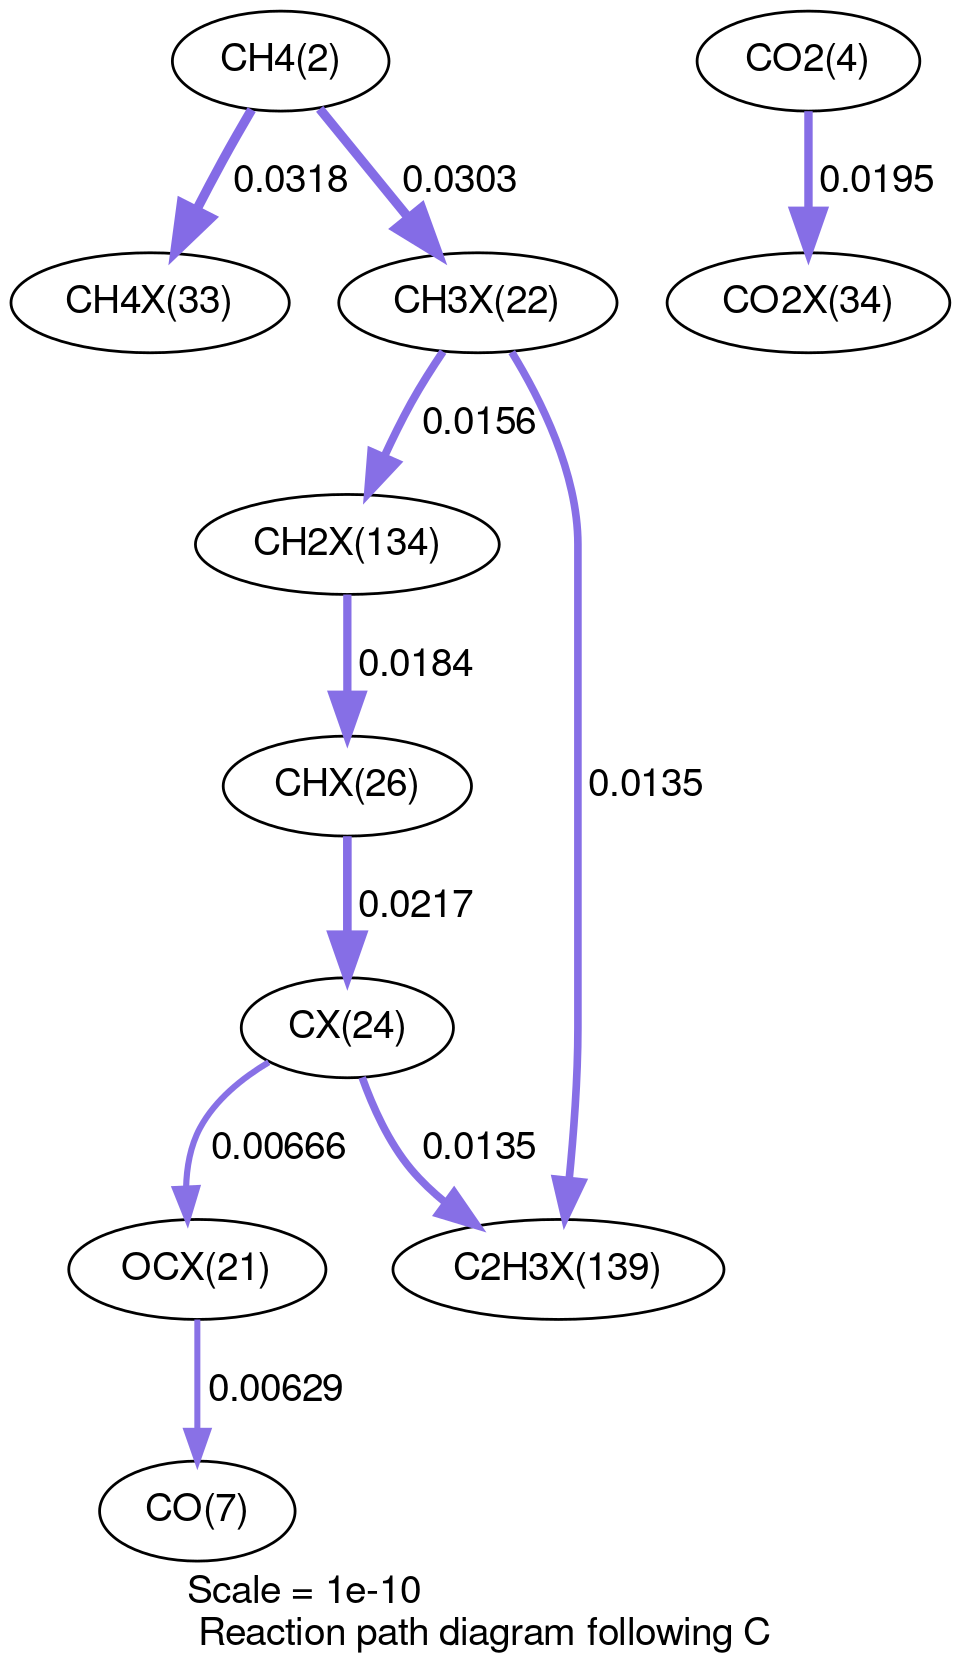 CH4(2)
CO2(4)
0.0318
0.0303
0.0195
CH4X(33)
CH3X(22)
CO2X(34)
0.0156
CH2X(134)
0.0184
CHX(26)
0.0135
0.0217
CX(24)
0.00666
0.0135
OCX(21)
C2H3X(139)
0.00629
CO(7)
Scale = 1e-10
Reaction path diagram following C